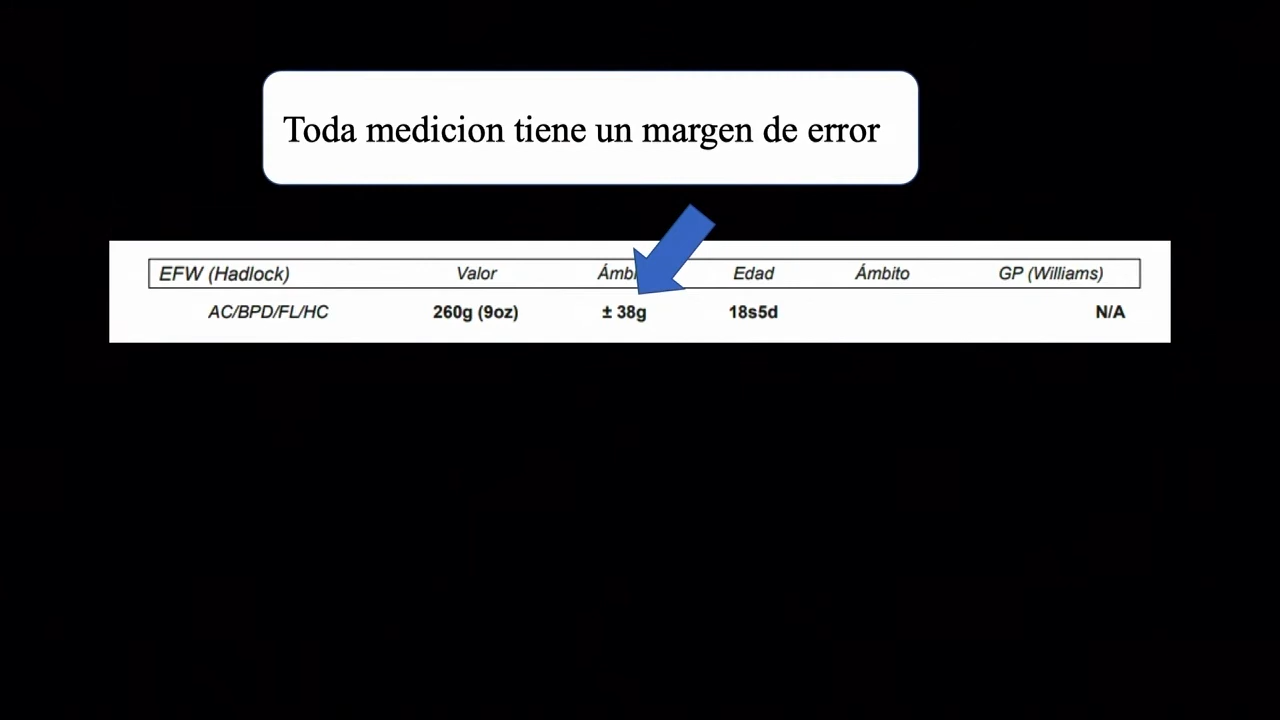 Toda medicion tiene un margen de error
EFW (Hadlock) Valor Ámbi Edad Ámbito GP (Williams)
AC/BPD/FL/HC 260g (9oz) ± 38g 18s5d N/A